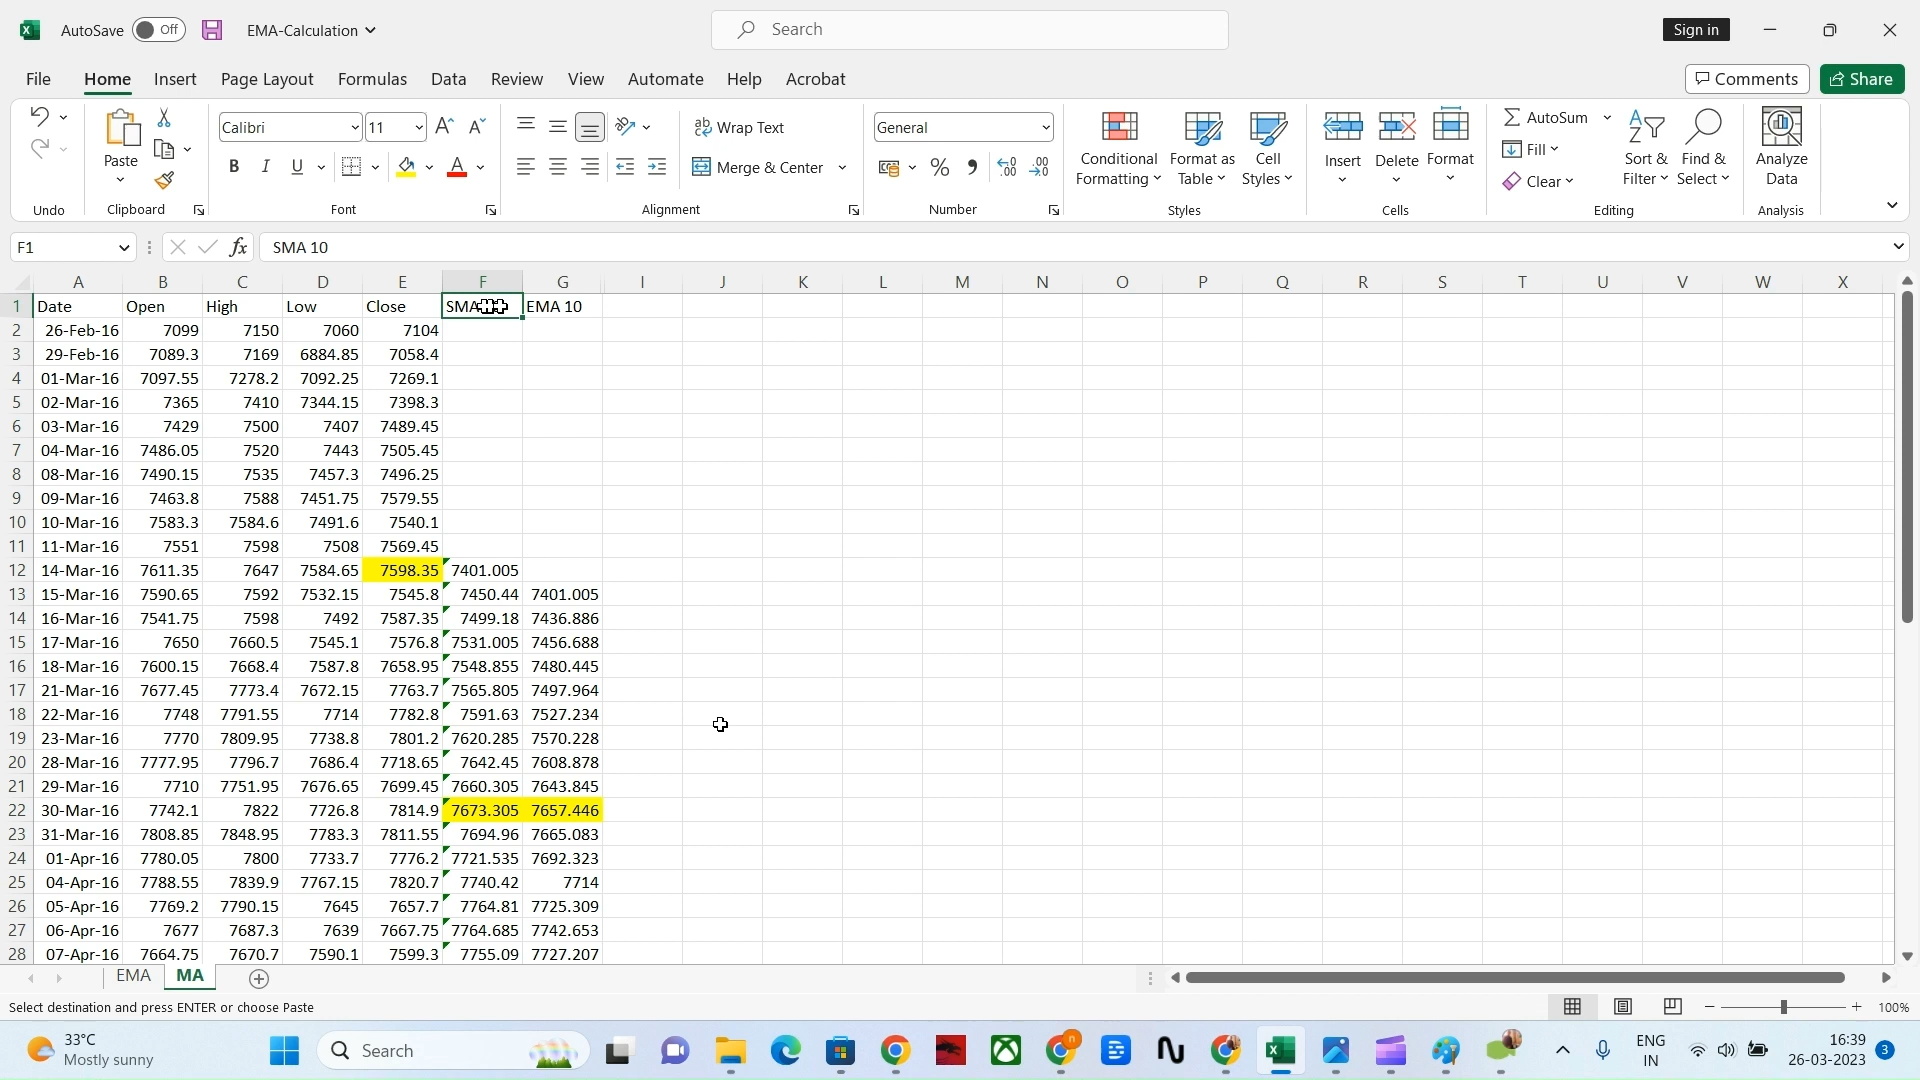 AutoSave Off EMA-Calculation Search Sign in
File Home Insert Page Layout Formulas Data Review View Automate Help Acrobat Comments Share
Calibri 11 Wrap Text General AutoSum
Paste Merge & Center Conditional Formatting Format as Table Cell Styles Insert Delete Format Fill Clear Sort & Filter Find & Select Analyze Data
Undo Clipboard Font Alignment Number Styles Cells Editing Analysis
F1 fx SMA 10
A B C D E F G I J K L M N O P Q R S T U V W X
1 Date Open High Low Close SMA EMA 10
2 26-Feb-16 7099 7150 7060 7104
3 29-Feb-16 7089.3 7169 6884.85 7058.4
4 01-Mar-16 7097.55 7278.2 7092.25 7269.1
5 02-Mar-16 7365 7410 7344.15 7398.3
6 03-Mar-16 7429 7500 7407 7489.45
7 04-Mar-16 7486.05 7520 7443 7505.45
8 08-Mar-16 7490.15 7535 7457.3 7496.25
9 09-Mar-16 7463.8 7588 7451.75 7579.55
10 10-Mar-16 7583.3 7584.6 7491.6 7540.1
11 11-Mar-16 7551 7598 7508 7569.45
12 14-Mar-16 7611.35 7647 7584.65 7598.35 7401.005
13 15-Mar-16 7590.65 7592 7532.15 7545.8 7450.44 7401.005
14 16-Mar-16 7541.75 7598 7492 7587.35 7499.18 7436.886
15 17-Mar-16 7650 7660.5 7545.1 7576.8 7531.005 7456.688
16 18-Mar-16 7600.15 7668.4 7587.8 7658.95 7548.855 7480.445
17 21-Mar-16 7677.45 7773.4 7672.15 7763.7 7565.805 7497.964
18 22-Mar-16 7748 7791.55 7714 7782.8 7591.63 7527.234
19 23-Mar-16 7770 7809.95 7738.8 7801.2 7620.285 7570.228
20 28-Mar-16 7777.95 7796.7 7686.4 7718.65 7642.45 7608.878
21 29-Mar-16 7710 7751.95 7676.65 7699.45 7660.305 7643.845
22 30-Mar-16 7742.1 7822 7726.8 7814.9 7673.305 7657.446
23 31-Mar-16 7808.85 7848.95 7783.3 7811.55 7694.96 7665.083
24 01-Apr-16 7780.05 7800 7733.7 7776.2 7721.535 7692.323
25 04-Apr-16 7788.55 7839.9 7767.15 7820.7 7740.42 7714
26 05-Apr-16 7769.2 7790.15 7645 7657.7 7764.81 7725.309
27 06-Apr-16 7677 7687.3 7639 7667.75 7764.685 7742.653
28 07-Apr-16 7664.75 7670.7 7590.1 7599.3 7755.09 7727.207
EMA MA
Select destination and press ENTER or choose Paste 100%
33°C ENG 16:39
Mostly sunny Search IN 26-03-2023 3